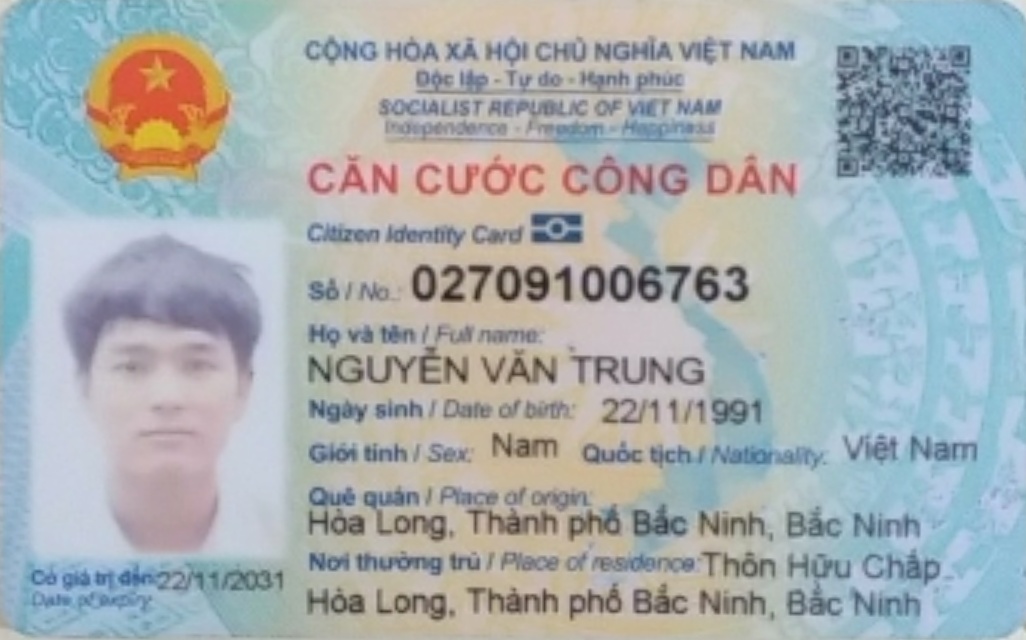 CỘNG HÒA XÃ HỘI CHỦ NGHĨA VIỆT NAM
Độc lập - Tự do - Hạnh phúc
SOCIALIST REPUBLIC OF VIET NAM
Independence - Freedom - Happiness
CĂN CƯỚC CÔNG DÂN
Citizen Identity Card
Số / No.: 027091006763
Họ và tên / Full name:
NGUYỄN VĂN TRUNG
Ngày sinh / Date of birth: 22/11/1991
Giới tính / Sex: Nam Quốc tịch / Nationality: Việt Nam
Quê quán / Place of origin:
Hòa Long, Thành phố Bắc Ninh, Bắc Ninh
Nơi thường trú / Place of residence: Thôn Hữu Chấp
Hòa Long, Thành phố Bắc Ninh, Bắc Ninh
Có giá trị đến: 22/11/2031
Date of expiry: